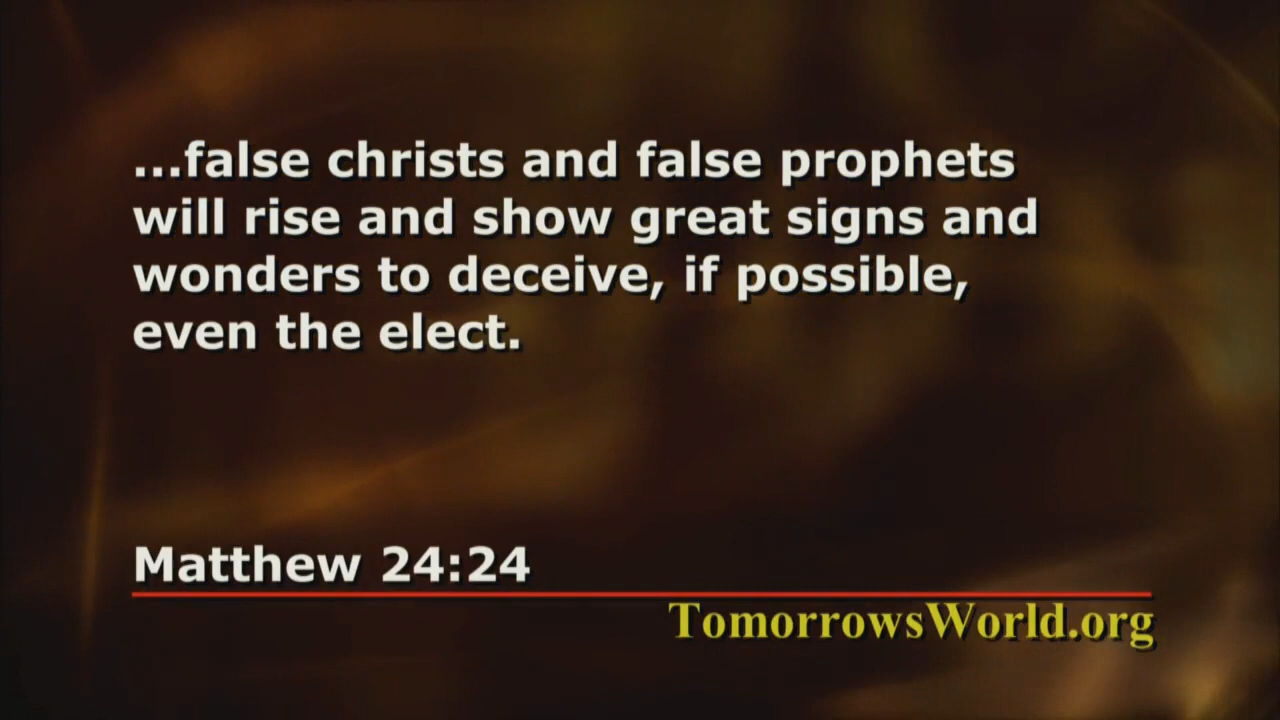 ...false christs and false prophets
will rise and show great signs and
wonders to deceive, if possible,
even the elect.
Matthew 24:24
TomorrowsWorld.org